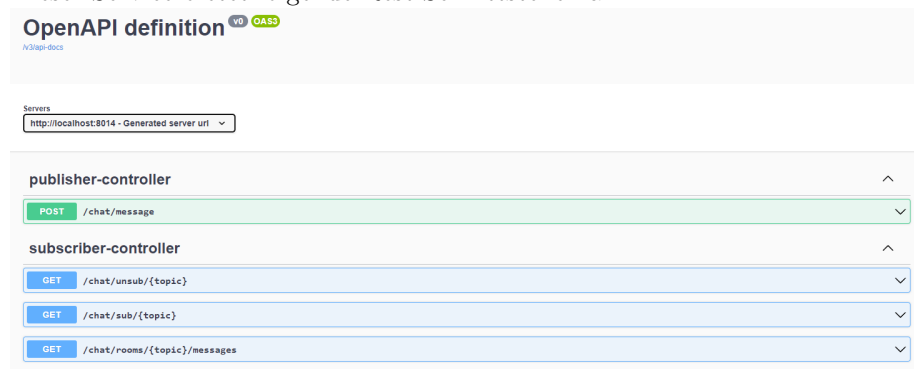 OpenAPI definition v0 OAS3
/v3/api-docs
Servers
http://localhost:8014 - Generated server url
publisher-controller
POST /chat/message
subscriber-controller
GET /chat/unsub/{topic}
GET /chat/sub/{topic}
GET /chat/rooms/{topic}/messages